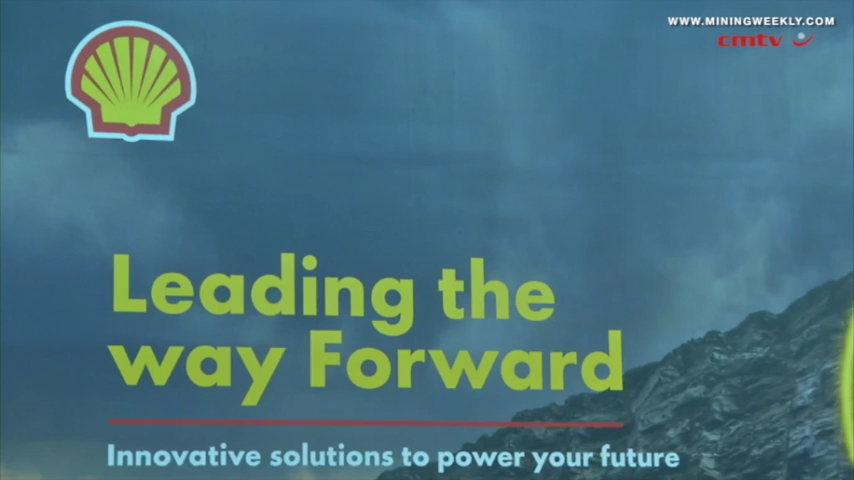 WWW.MININGWEEKLY.COM
cmtv
Leading the
way Forward
Innovative solutions to power your future